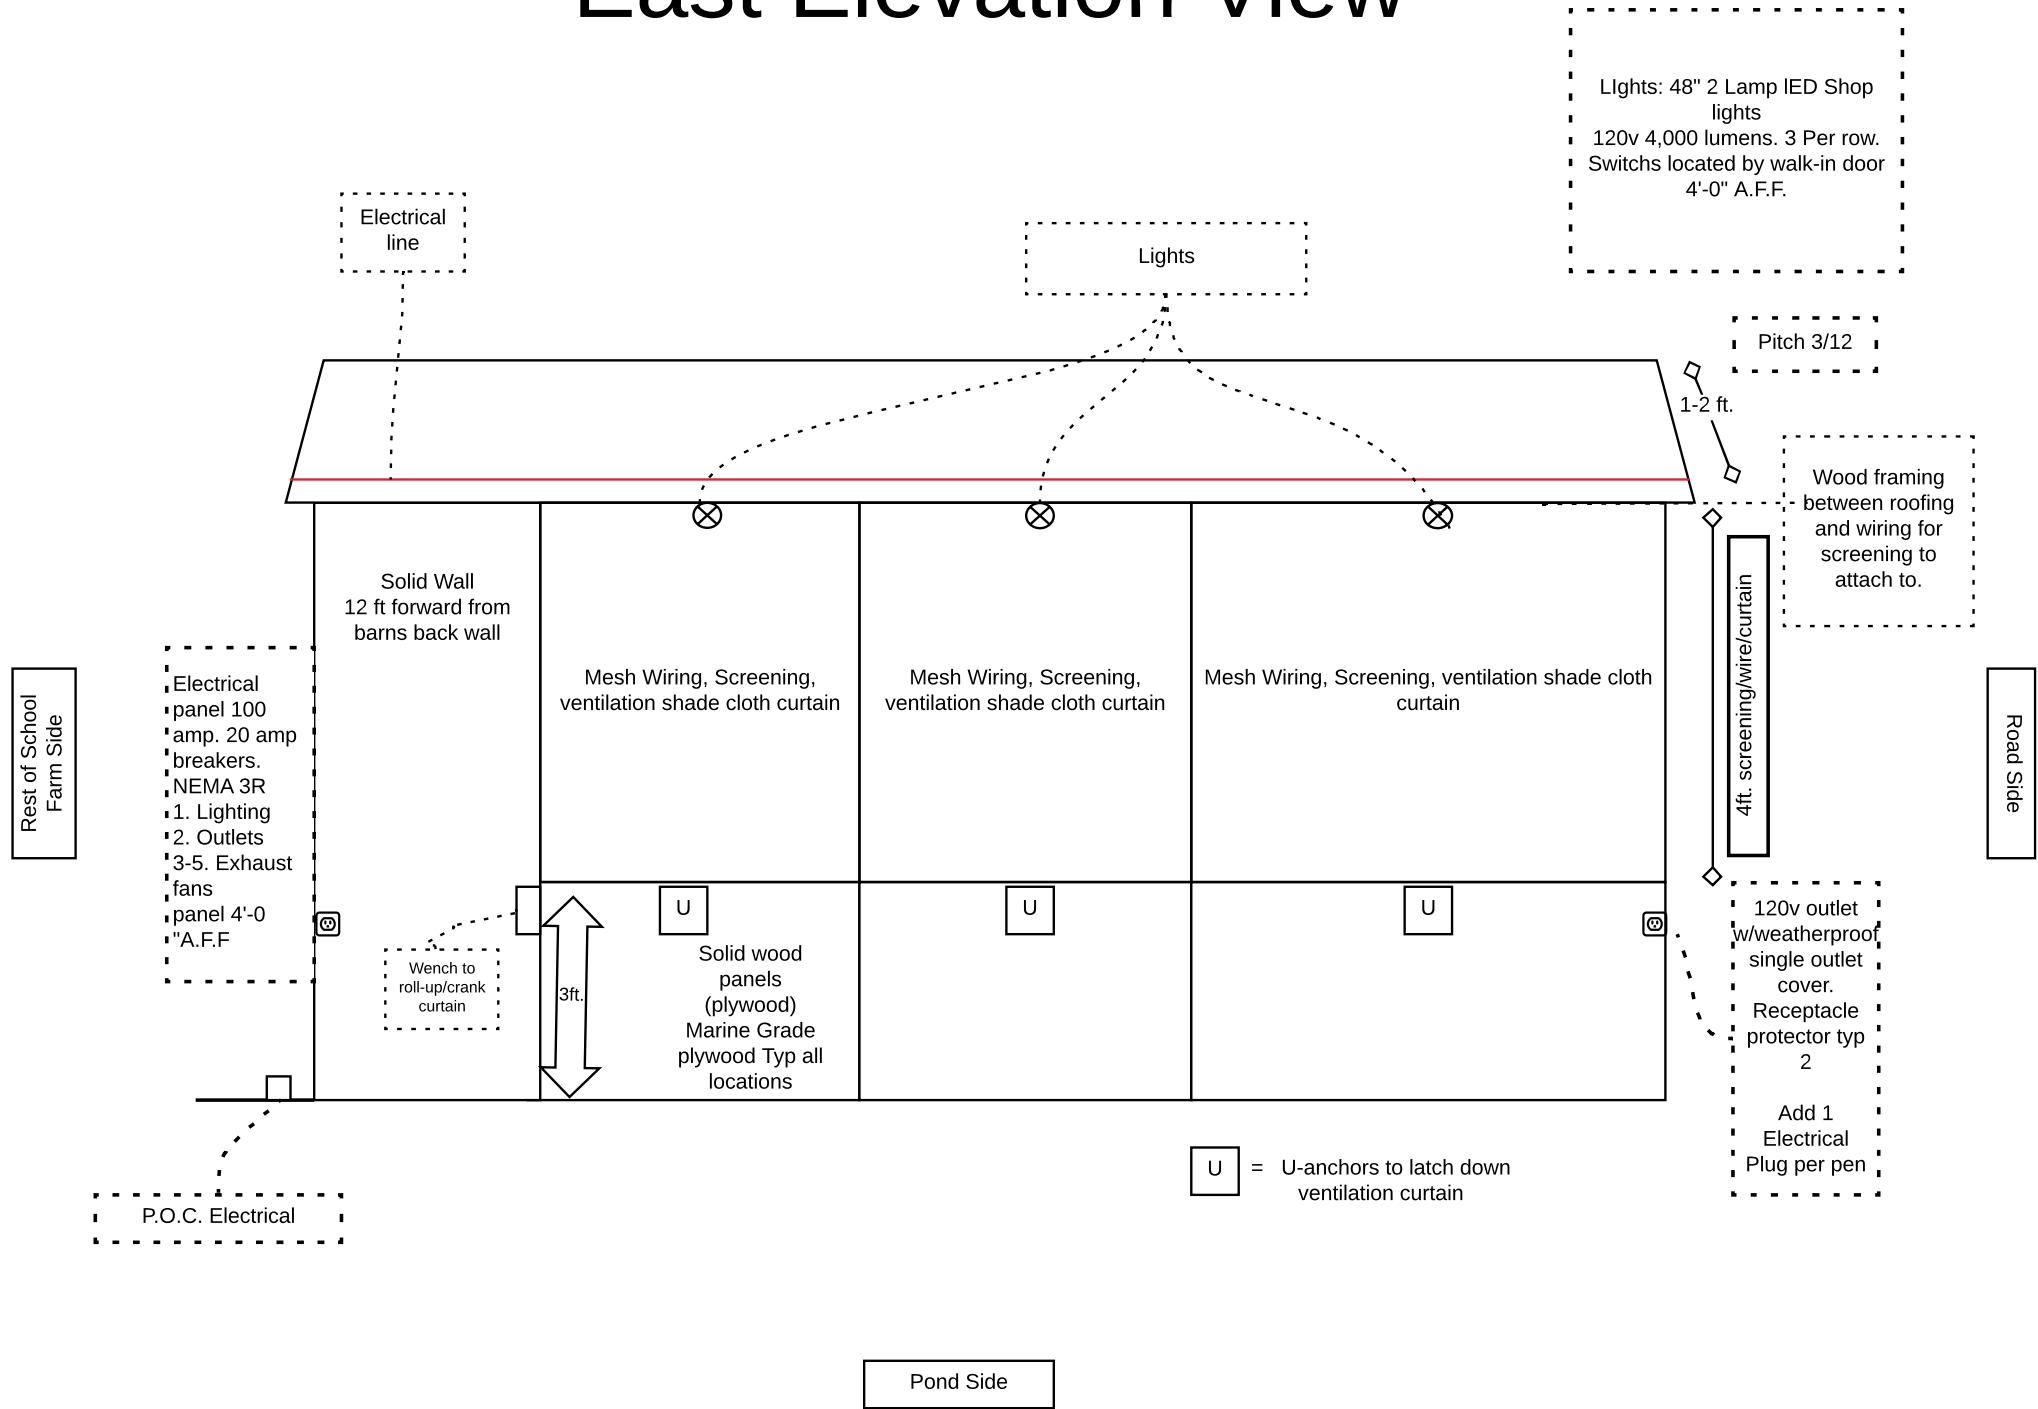 East Elevation View
LIghts: 48" 2 Lamp lED Shop
lights
120v 4,000 lumens. 3 Per row.
Switchs located by walk-in door
4'-0" A.F.F.
Electrical
line
Lights
Pitch 3/12
1-2 ft.
Wood framing
between roofing
and wiring for
screening to
attach to.
Solid Wall
12 ft forward from
barns back wall
Mesh Wiring, Screening,
ventilation shade cloth curtain
Mesh Wiring, Screening,
ventilation shade cloth curtain
Mesh Wiring, Screening, ventilation shade cloth
curtain
4ft. screening/wire/curtain
Rest of School
Farm Side
Road Side
Electrical
panel 100
amp. 20 amp
breakers.
NEMA 3R
1. Lighting
2. Outlets
3-5. Exhaust
fans
panel 4'-0
"A.F.F
U
U
U
Wench to
roll-up/crank
curtain
3ft.
Solid wood
panels
(plywood)
Marine Grade
plywood Typ all
locations
120v outlet
w/weatherproof
single outlet
cover.
Receptacle
protector typ
2
Add 1
Electrical
Plug per pen
U = U-anchors to latch down
ventilation curtain
P.O.C. Electrical
Pond Side